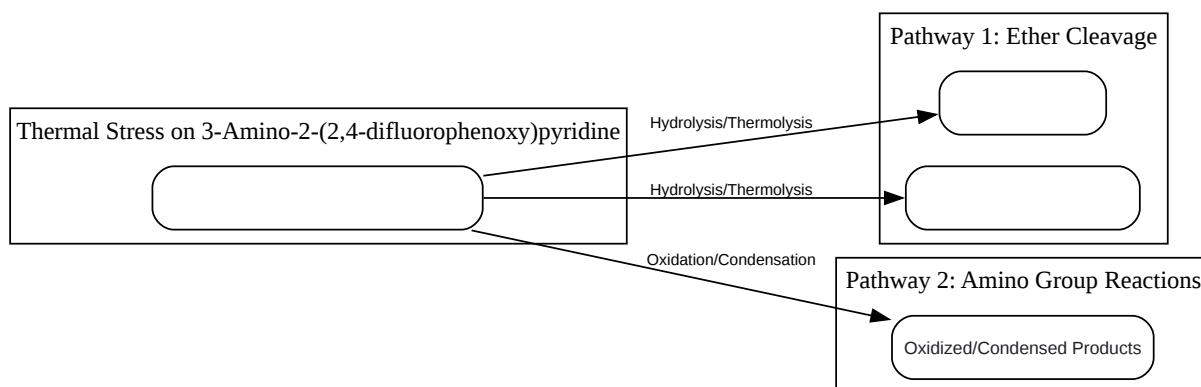 Pathway 1: Ether Cleavage
Thermal Stress on 3-Amino-2-(2,4-difluorophenoxy)pyridine
Hydrolysis/Thermolysis
Hydrolysis/Thermolysis
Oxidation/Condensation
Pathway 2: Amino Group Reactions
Oxidized/Condensed Products